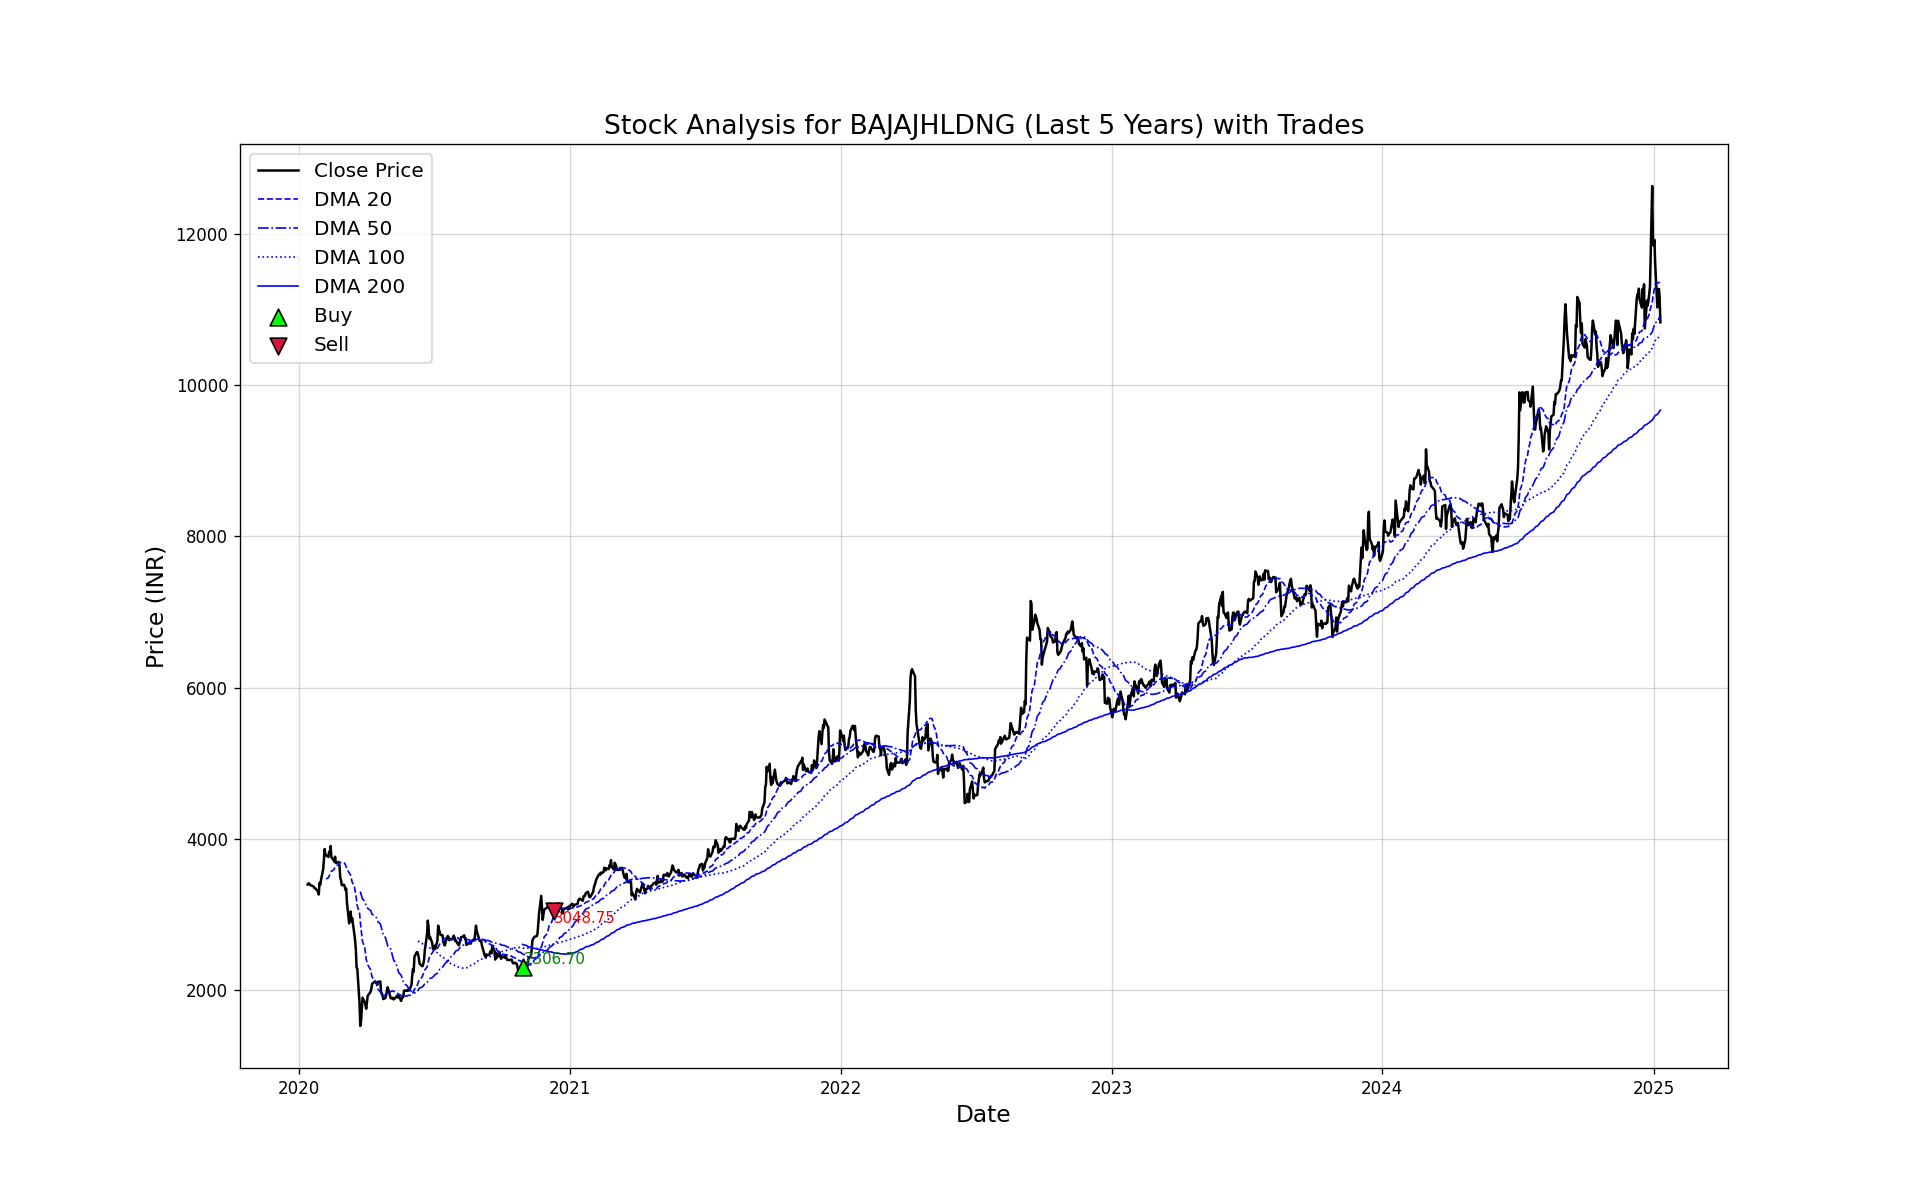 Stock Analysis for BAJAJHLDNG (Last 5 Years) with Trades
Close Price
DMA 20
DMA 50
DMA 100
DMA 200
Buy
Sell
12000
10000
8000
6000
4000
2000
Price (INR)
3048.75
2306.70
2020
2021
2022
2023
2024
2025
Date